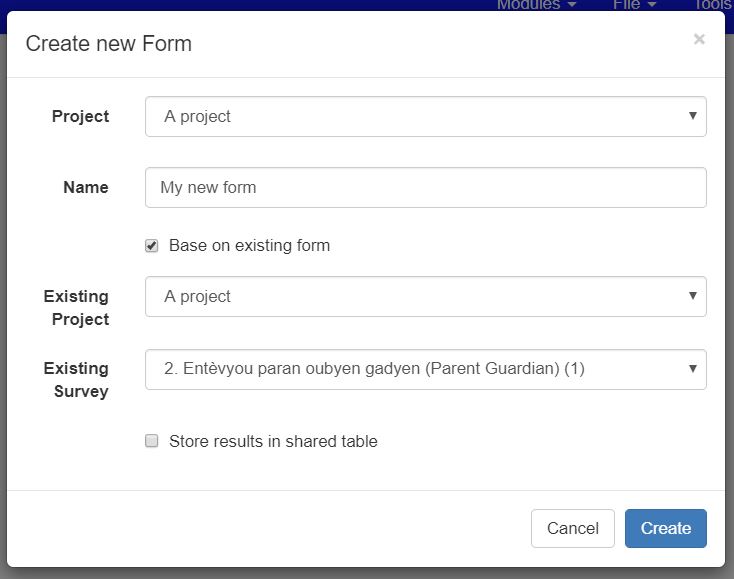 Modules File Tools
Create new Form ×
Project A project
Name My new form
Base on existing form
Existing Project A project
Existing Survey 2. Entèvyou paran oubyen gadyen (Parent Guardian) (1)
Store results in shared table
Cancel Create